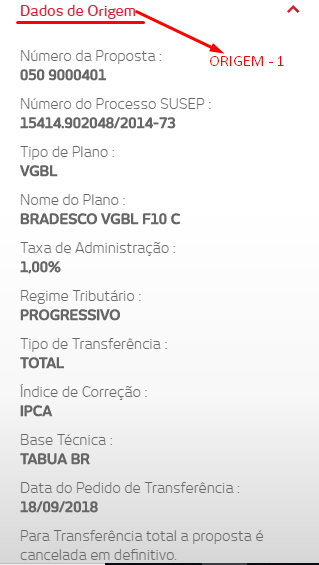 Dados de Origem
ORIGEM - 1
Número da Proposta :
050 9000401
Número do Processo SUSEP :
15414.902048/2014-73
Tipo de Plano :
VGBL
Nome do Plano :
BRADESCO VGBL F10 C
Taxa de Administração :
1,00%
Regime Tributário :
PROGRESSIVO
Tipo de Transferência :
TOTAL
Índice de Correção :
IPCA
Base Técnica :
TABUA BR
Data do Pedido de Transferência :
18/09/2018
Para Transferência total a proposta é
cancelada em definitivo.